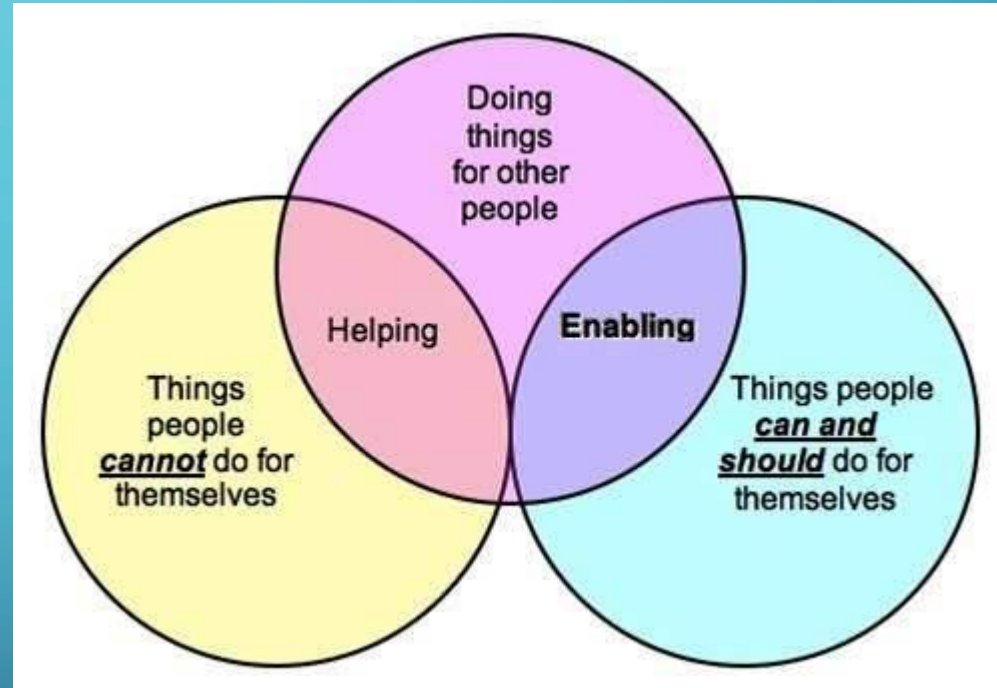 Doing
things
for other
people
Helping
Enabling
Things
people
cannot do for
themselves
Things people
can and
should do for
themselves